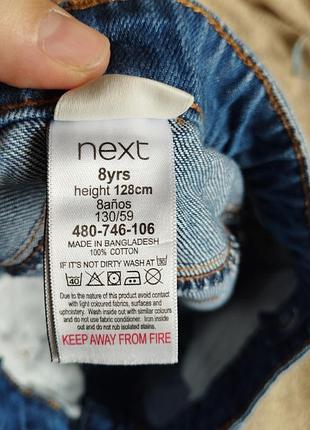 next
8yrs
height 128cm
8años
130/59
480-746-106
MADE IN BANGLADESH
100% COTTON
IF IT'S NOT DIRTY WASH AT 30
40
Due to the nature of this product avoid contact
with light coloured fabrics, surfaces and
upholstery. Wash inside out with similar colours
and do not use fabric conditioner. Iron inside
out and do not rub isolated stains.
KEEP AWAY FROM FIRE